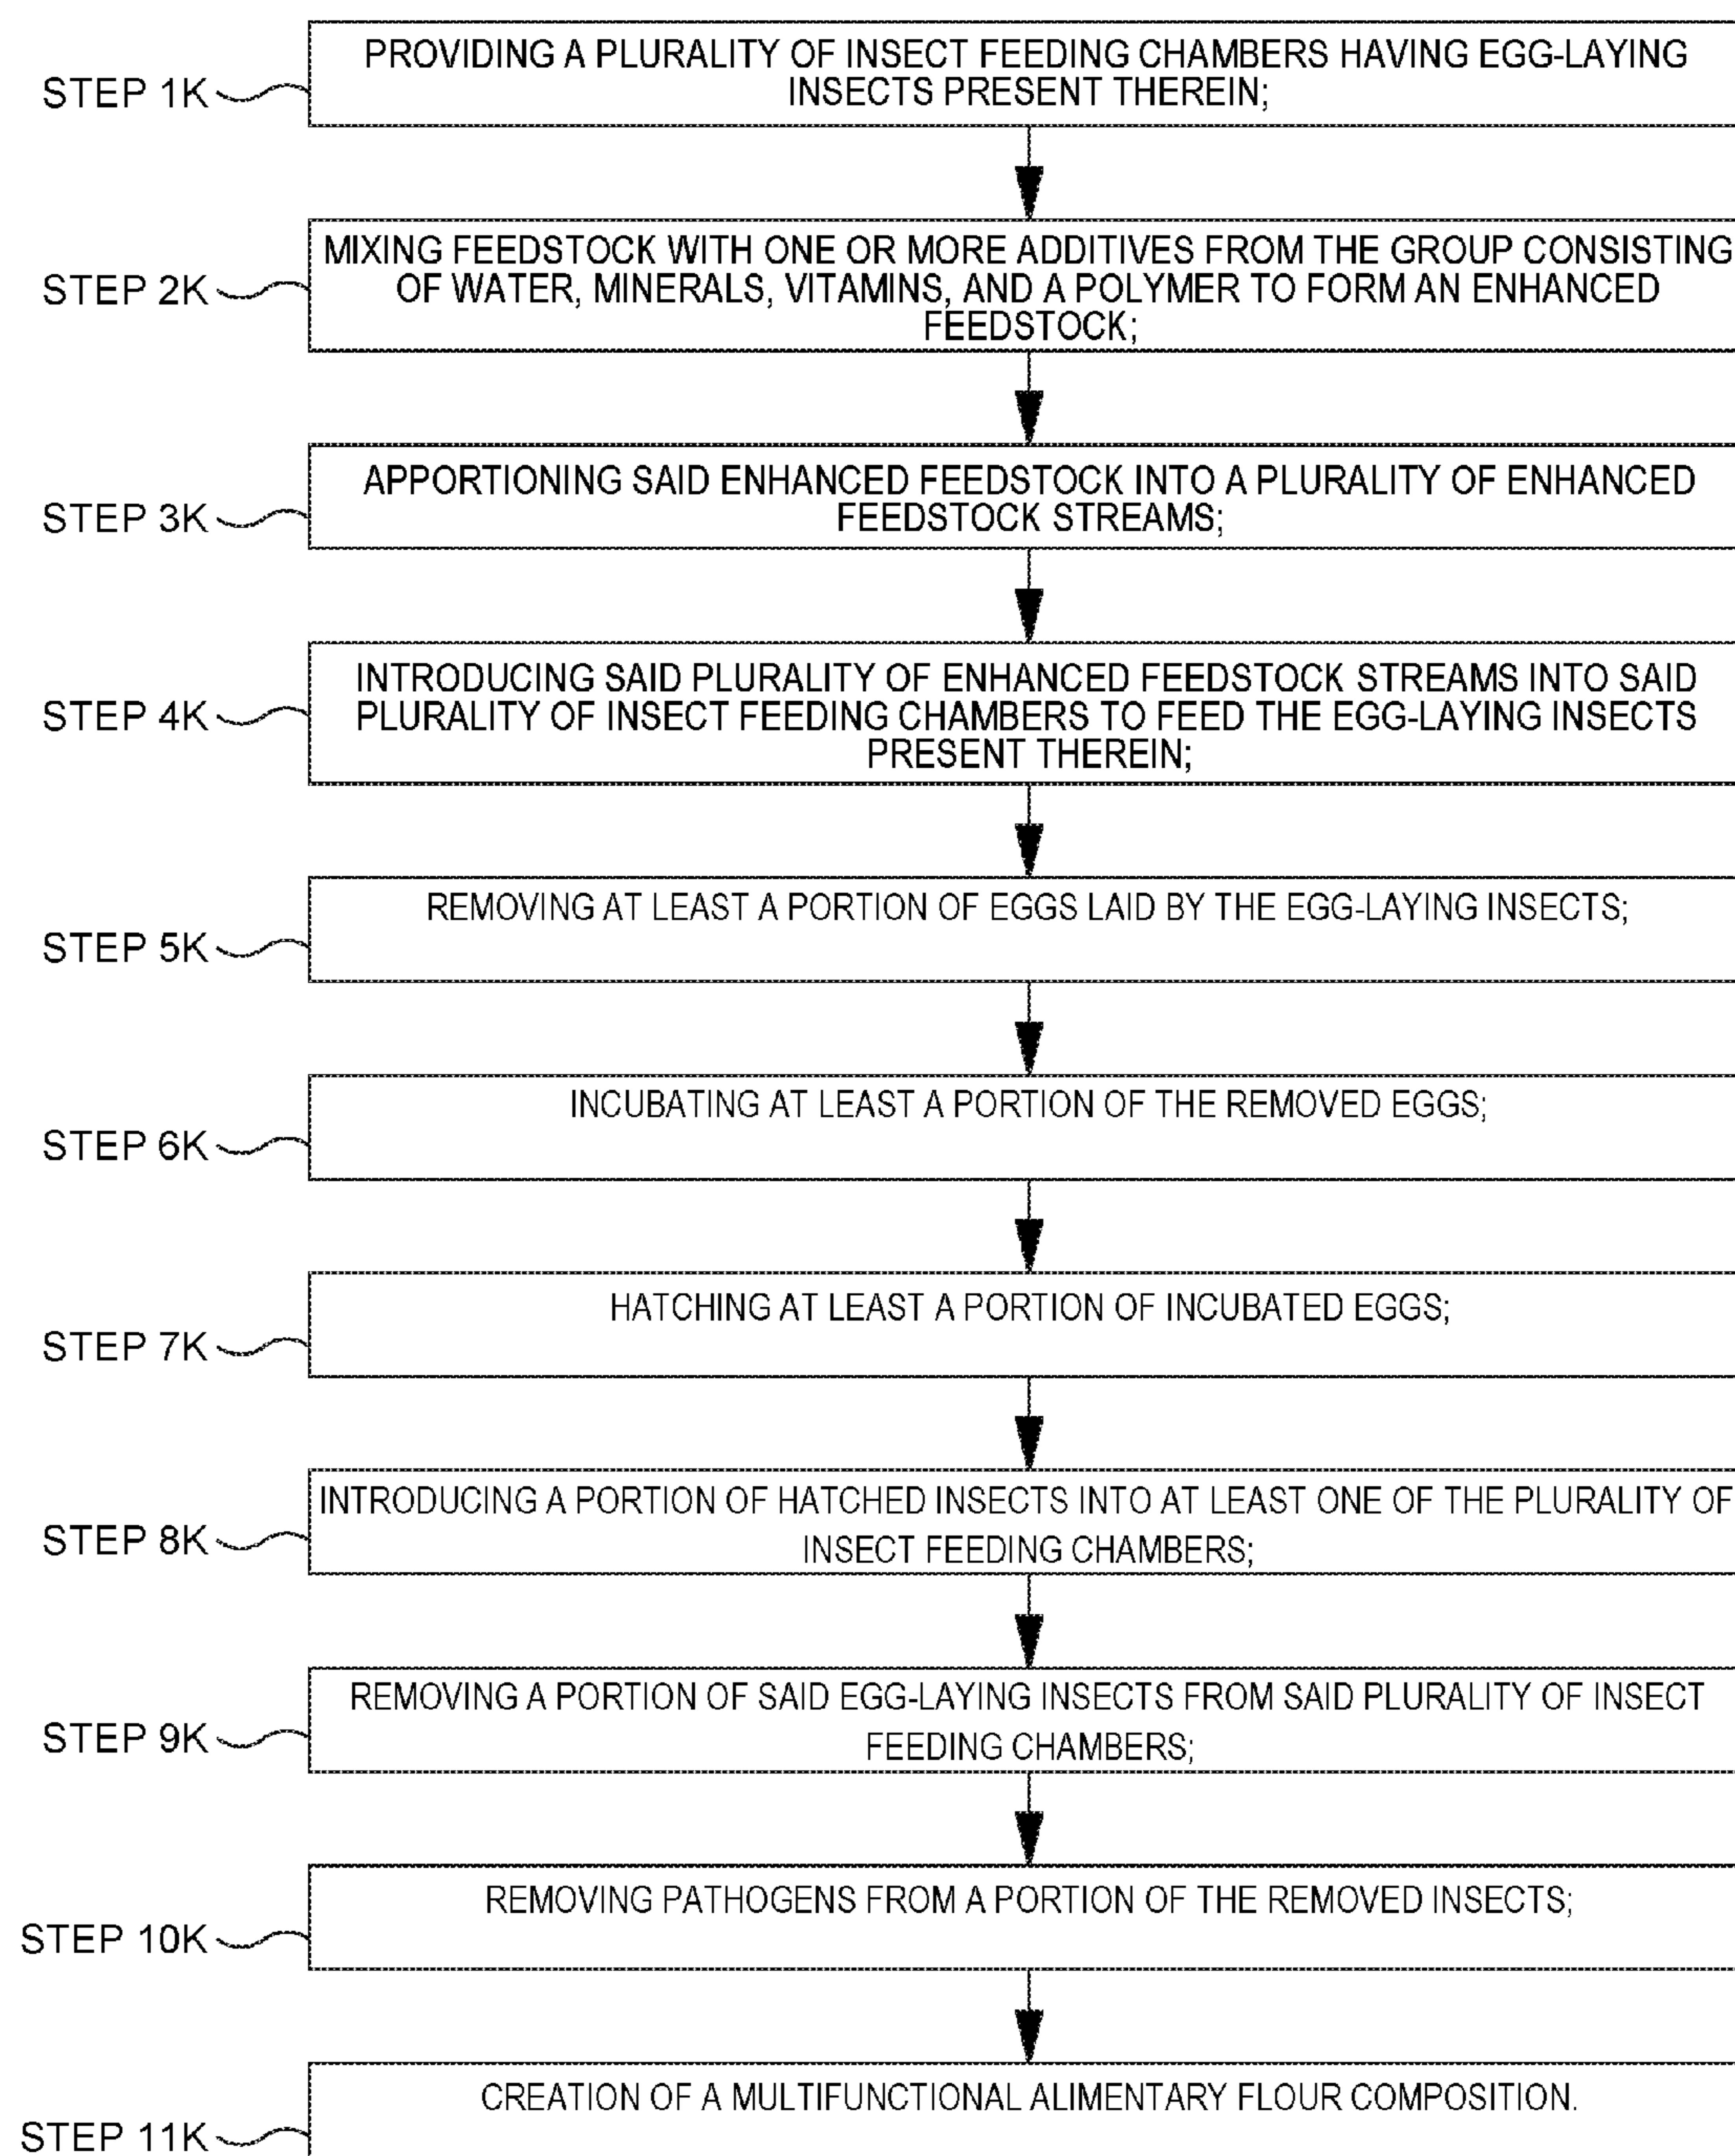 STEP 1K
PROVIDING A PLURALITY OF INSECT FEEDING CHAMBERS HAVING EGG-LAYING
INSECTS PRESENT THEREIN;
STEP 2K
MIXING FEEDSTOCK WITH ONE OR MORE ADDITIVES FROM THE GROUP CONSISTING
OF WATER, MINERALS, VITAMINS, AND A POLYMER TO FORM AN ENHANCED
FEEDSTOCK;
STEP 3K
APPORTIONING SAID ENHANCED FEEDSTOCK INTO A PLURALITY OF ENHANCED
FEEDSTOCK STREAMS;
STEP 4K
INTRODUCING SAID PLURALITY OF ENHANCED FEEDSTOCK STREAMS INTO SAID
PLURALITY OF INSECT FEEDING CHAMBERS TO FEED THE EGG-LAYING INSECTS
PRESENT THEREIN;
STEP 5K
REMOVING AT LEAST A PORTION OF EGGS LAID BY THE EGG-LAYING INSECTS;
STEP 6K
INCUBATING AT LEAST A PORTION OF THE REMOVED EGGS;
STEP 7K
HATCHING AT LEAST A PORTION OF INCUBATED EGGS;
STEP 8K
INTRODUCING A PORTION OF HATCHED INSECTS INTO AT LEAST ONE OF THE PLURALITY OF
INSECT FEEDING CHAMBERS;
STEP 9K
REMOVING A PORTION OF SAID EGG-LAYING INSECTS FROM SAID PLURALITY OF INSECT
FEEDING CHAMBERS;
STEP 10K
REMOVING PATHOGENS FROM A PORTION OF THE REMOVED INSECTS;
STEP 11K
CREATION OF A MULTIFUNCTIONAL ALIMENTARY FLOUR COMPOSITION.